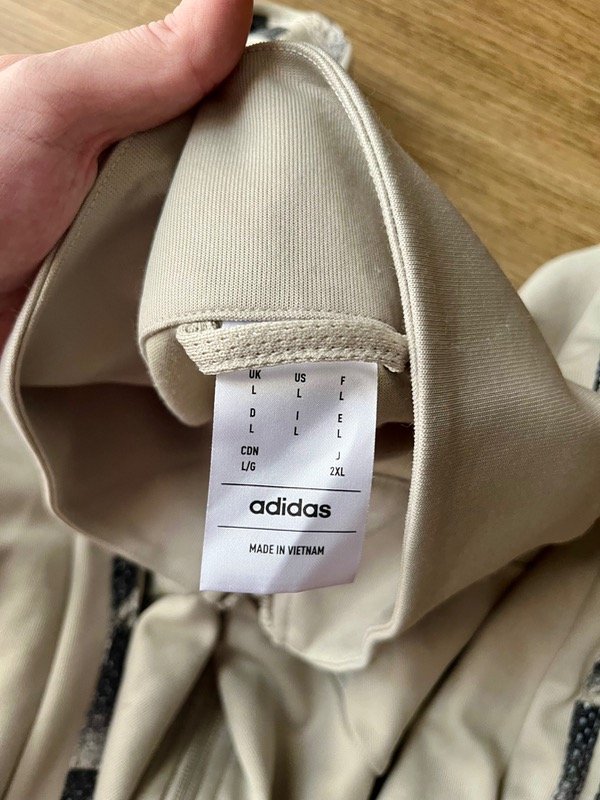 UK US F
L L L
D I E
L L L
CDN J
L/G 2XL
adidas
MADE IN VIETNAM